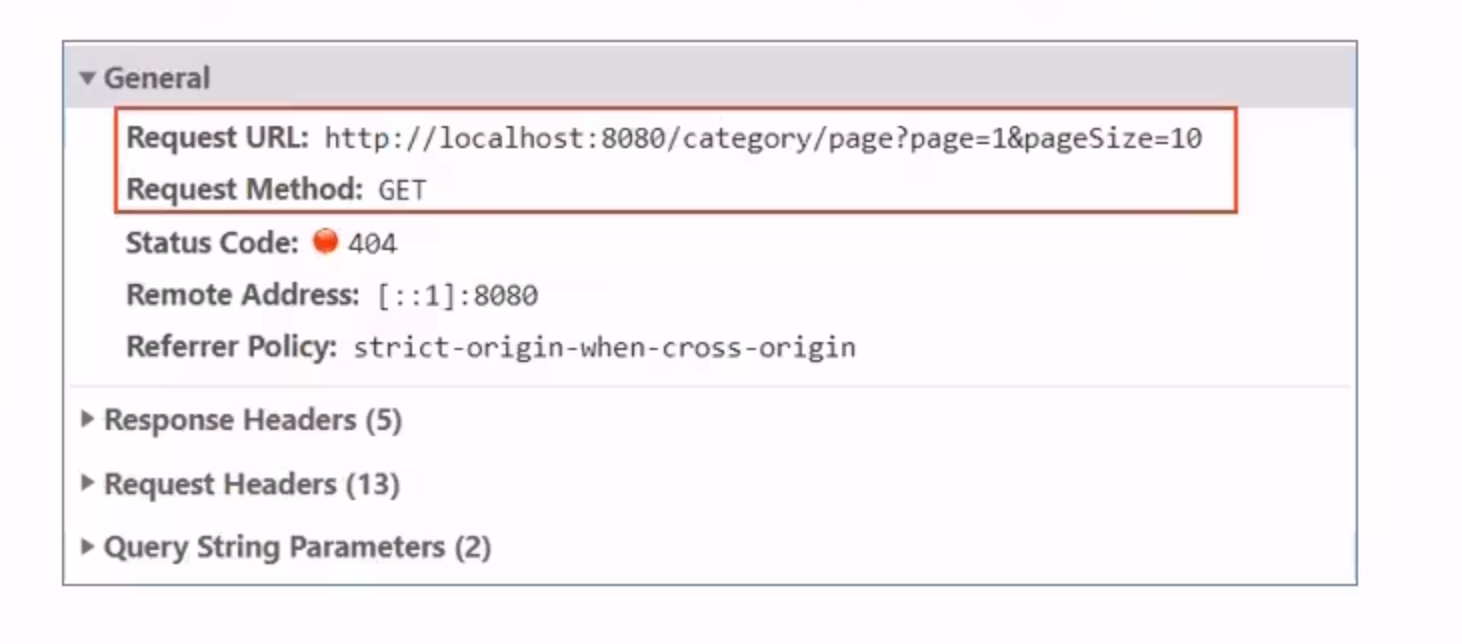 General
Request URL: http://localhost:8080/category/page?page=1&pageSize=10
Request Method: GET
Status Code: 404
Remote Address: [::1]:8080
Referrer Policy: strict-origin-when-cross-origin
Response Headers (5)
Request Headers (13)
Query String Parameters (2)